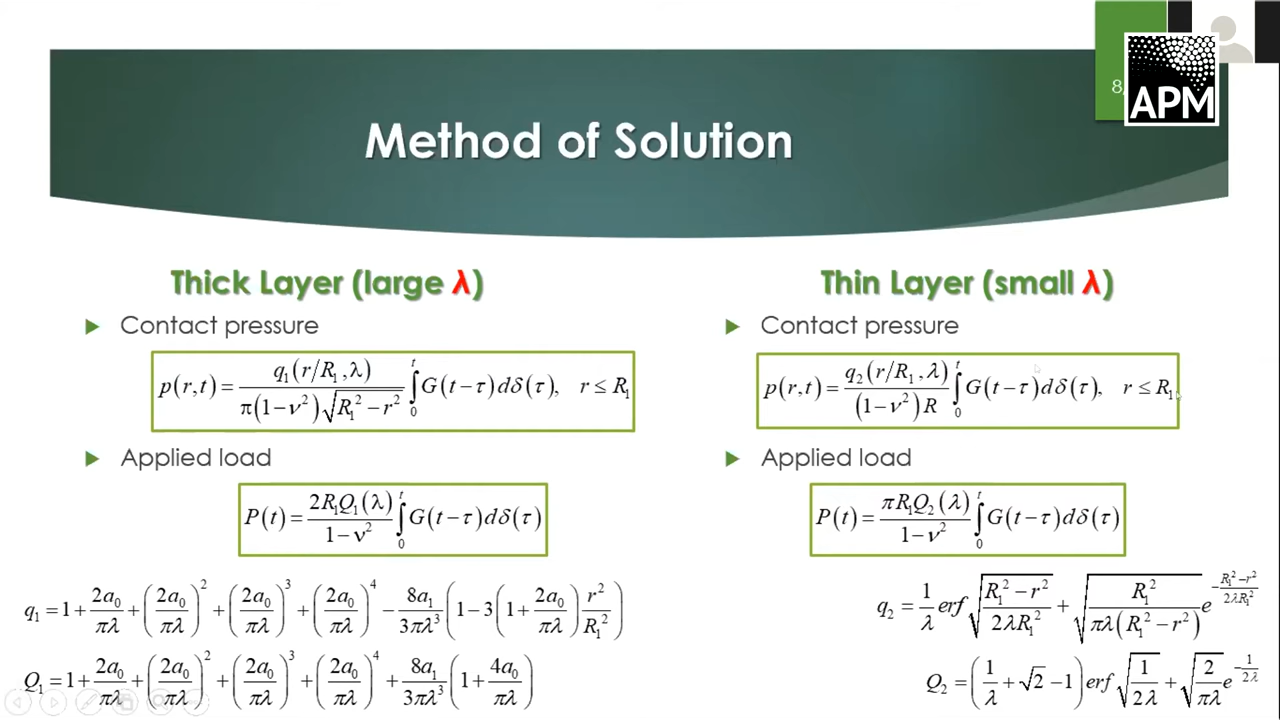 8
APM
Method of Solution
Thick Layer (large λ)
Contact pressure
p(r,t) = q₁(r/R₁,λ) / (π(1−ν²)√(R₁²−r²)) ∫₀ᵗ G(t−τ)dδ(τ), r ≤ R₁
Applied load
P(t) = 2R₁Q₁(λ) / (1−ν²) ∫₀ᵗ G(t−τ)dδ(τ)
q₁ = 1 + 2a₀/(πλ) + (2a₀/(πλ))² + (2a₀/(πλ))³ + (2a₀/(πλ))⁴ − 8a₁/(3πλ³) (1 − 3(1 + 2a₀/(πλ)) r²/R₁²)
Q₁ = 1 + 2a₀/(πλ) + (2a₀/(πλ))² + (2a₀/(πλ))³ + (2a₀/(πλ))⁴ + 8a₁/(3πλ³) (1 + 4a₀/(πλ))
Thin Layer (small λ)
Contact pressure
p(r,t) = q₂(r/R₁,λ) / ((1−ν²)R) ∫₀ᵗ G(t−τ)dδ(τ), r ≤ R₁
Applied load
P(t) = πR₁Q₂(λ) / (1−ν²) ∫₀ᵗ G(t−τ)dδ(τ)
q₂ = 1/λ erf √((R₁²−r²)/(2λR₁²)) + √(R₁²/(πλ(R₁²−r²))) e^(−(R₁²−r²)/(2λR₁²))
Q₂ = (1/λ + √2 − 1) erf √(1/(2λ)) + √(2/(πλ)) e^(−1/(2λ))